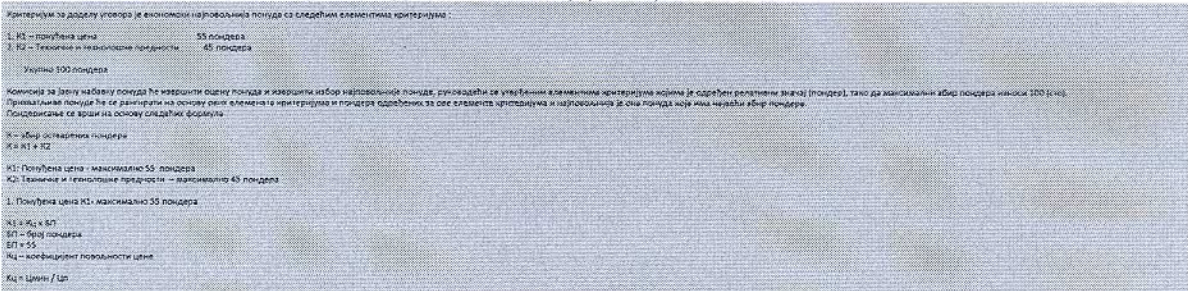 Критеријум за доделу уговора је економски најповољнија понуда са следећим елементима критеријума :
1. К1 – понуђена цена 55 пондера
2. К2 – Техничке и технолошке предности 45 пондера
Укупно 100 пондера
Комисија за јавну набавку понуда ће извршити оцену понуда и извршити избор најповољније понуде, руководећи се утврђеним елементима критеријума којима је одређен релативни значај (пондер), тако да максимални збир пондера износи 100 (сто).
Прихватљиве понуде ће се рангирати на основу ових елемената критеријума и пондера одређених за ове елементе критеријума и најповољнија је она понуда која има највећи збир пондера.
Пондерисање се врши на основу следећих формула
К – збир остварених пондера
К = К1 + К2
К1: Понуђена цена - максимално 55 пондера
К2: Техничке и технолошке предности – максимално 45 пондера
1. Понуђена цена К1- максимално 55 пондера
К1 = Кц х БП
БП – број пондера
БП = 55
Кц – коефицијент повољности цене
Кц = Цмин / Цп